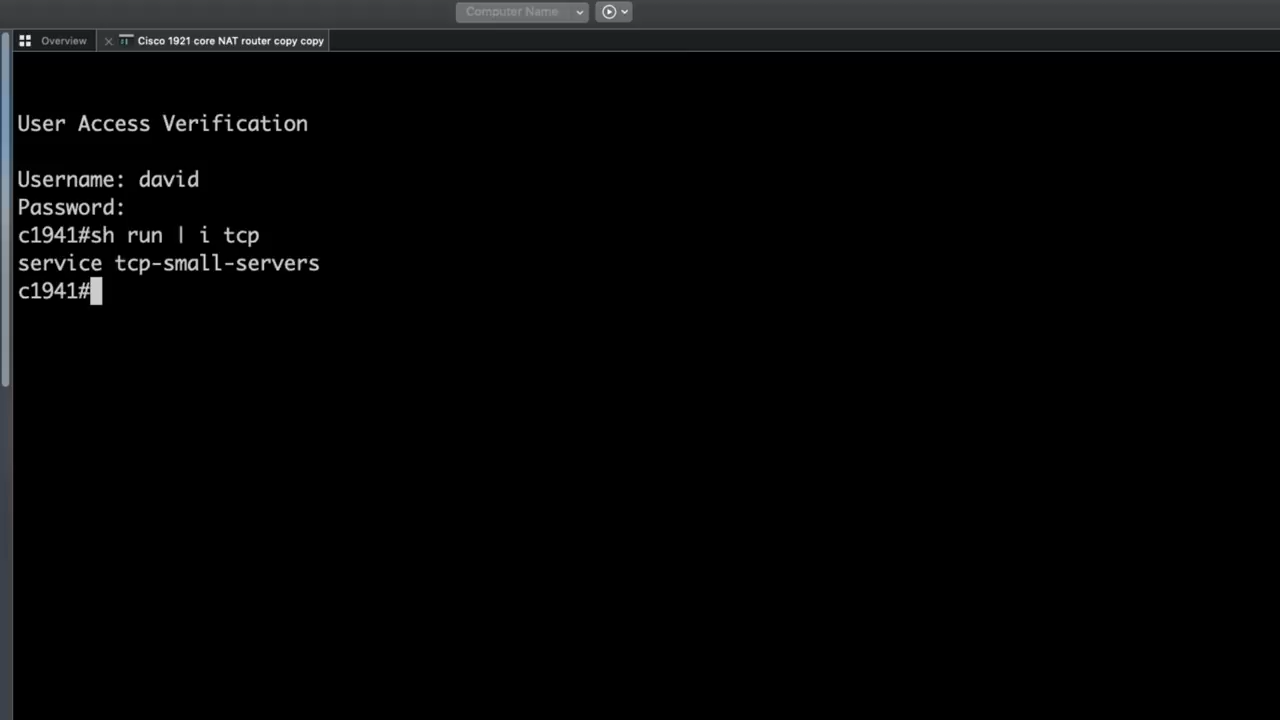 Computer Name
Overview
Cisco 1921 core NAT router copy copy
User Access Verification
Username: david
Password:
c1941#sh run | i tcp
service tcp-small-servers
c1941#